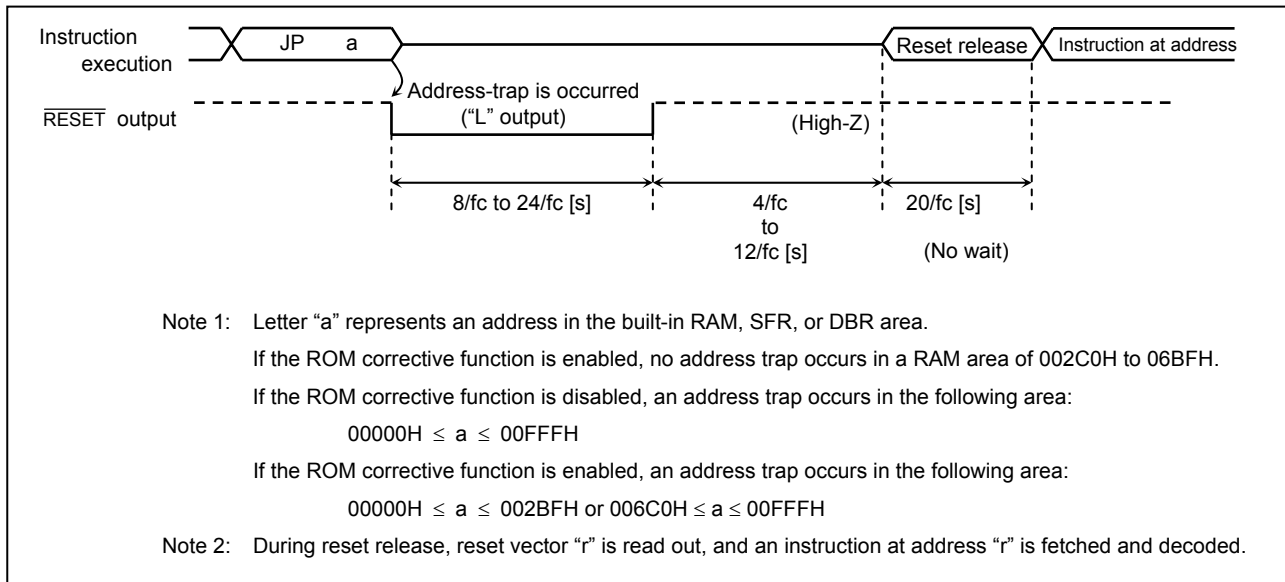 Instruction
execution
JP a
Reset release
Instruction at address
Address-trap is occurred
RESET output
("L" output)
(High-Z)
8/fc to 24/fc [s]
4/fc
to
12/fc [s]
20/fc [s]
(No wait)
Note 1: Letter “a” represents an address in the built-in RAM, SFR, or DBR area.
If the ROM corrective function is enabled, no address trap occurs in a RAM area of 002C0H to 06BFH.
If the ROM corrective function is disabled, an address trap occurs in the following area:
00000H ≤ a ≤ 00FFFH
If the ROM corrective function is enabled, an address trap occurs in the following area:
00000H ≤ a ≤ 002BFH or 006C0H ≤ a ≤ 00FFFH
Note 2: During reset release, reset vector “r” is read out, and an instruction at address “r” is fetched and decoded.